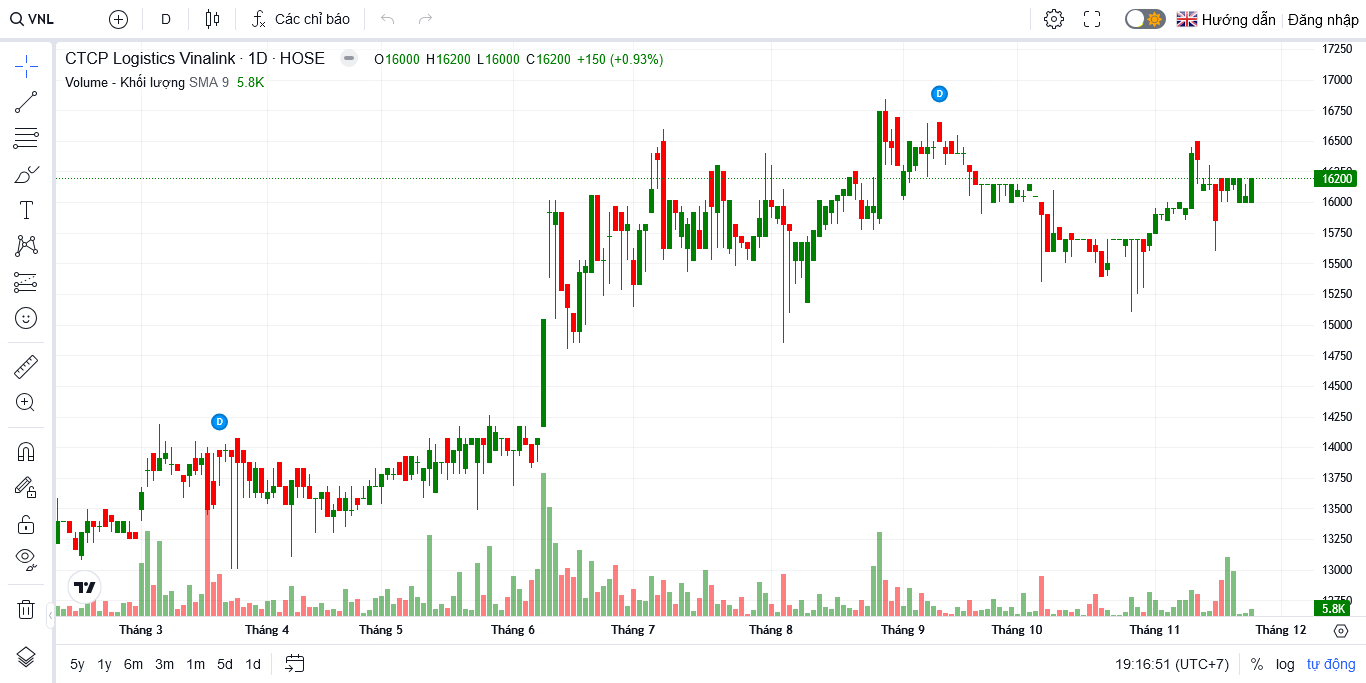 VNL
D
Các chỉ báo
Hướng dẫn
Đăng nhập
CTCP Logistics Vinalink · 1D · HOSE
O16000 H16200 L16000 C16200 +150 (+0.93%)
Volume - Khối lượng SMA 9 5.8K
D
D
17250
17000
16750
16500
16250
16200
16000
15750
15500
15250
15000
14750
14500
14250
14000
13750
13500
13250
13000
12750
5.8K
Tháng 3 Tháng 4 Tháng 5 Tháng 6 Tháng 7 Tháng 8 Tháng 9 Tháng 10 Tháng 11 Tháng 12
5y 1y 6m 3m 1m 5d 1d
19:16:51 (UTC+7) % log tự động